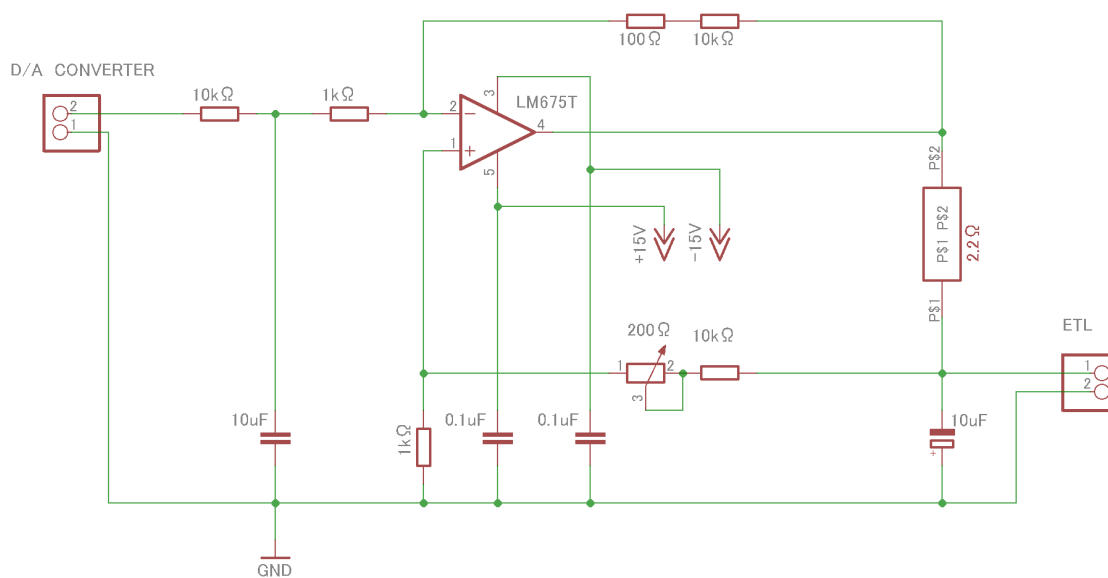 100Ω
10kΩ
D/A CONVERTER
2
1
10kΩ
1kΩ
2
1
3
LM675T
4
5
+15V
-15V
P$2
P$1 P$2
2.2Ω
P$1
200Ω
1
2
3
10kΩ
ETL
1
2
10uF
1kΩ
0.1uF
0.1uF
10uF
+
GND